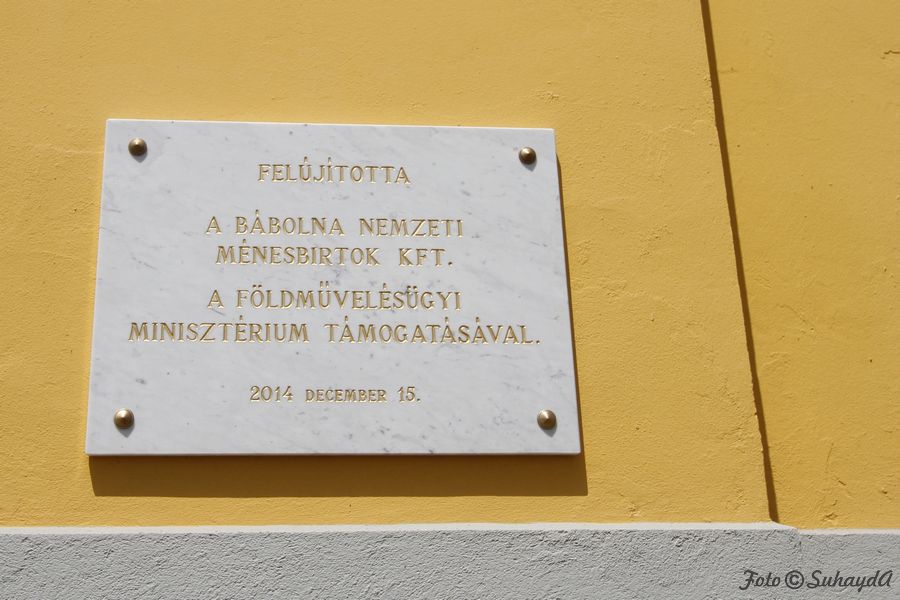 FELÚJÍTOTTA
A BÁBOLNA NEMZETI
MÉNESBIRTOK KFT.
A FÖLDMŰVELÉSÜGYI
MINISZTÉRIUM TÁMOGATÁSÁVAL.
2014 DECEMBER 15.
Foto © SuhaydA